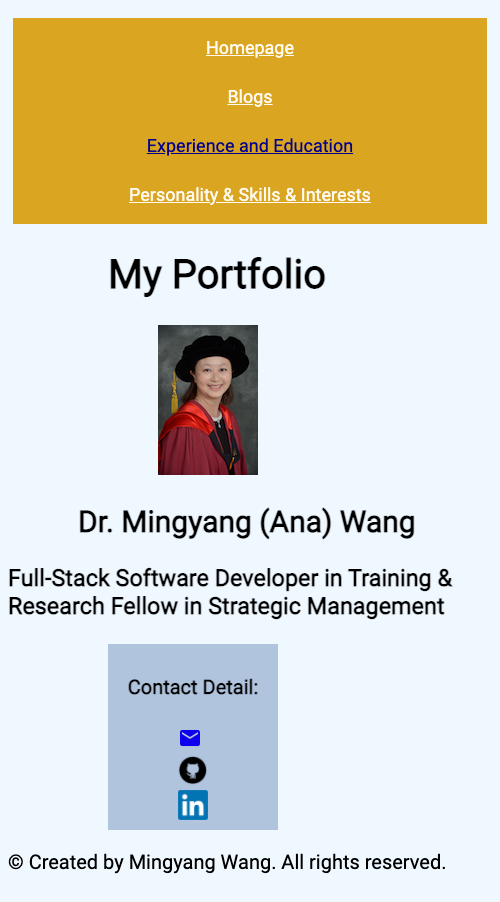 Homepage
Blogs
Experience and Education
Personality & Skills & Interests
My Portfolio
Dr. Mingyang (Ana) Wang
Full-Stack Software Developer in Training &
Research Fellow in Strategic Management
Contact Detail:
in
© Created by Mingyang Wang. All rights reserved.